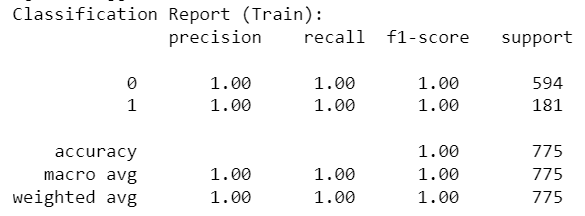 Classification Report (Train):
precision recall f1-score support
0 1.00 1.00 1.00 594
1 1.00 1.00 1.00 181
accuracy 1.00 775
macro avg 1.00 1.00 1.00 775
weighted avg 1.00 1.00 1.00 775